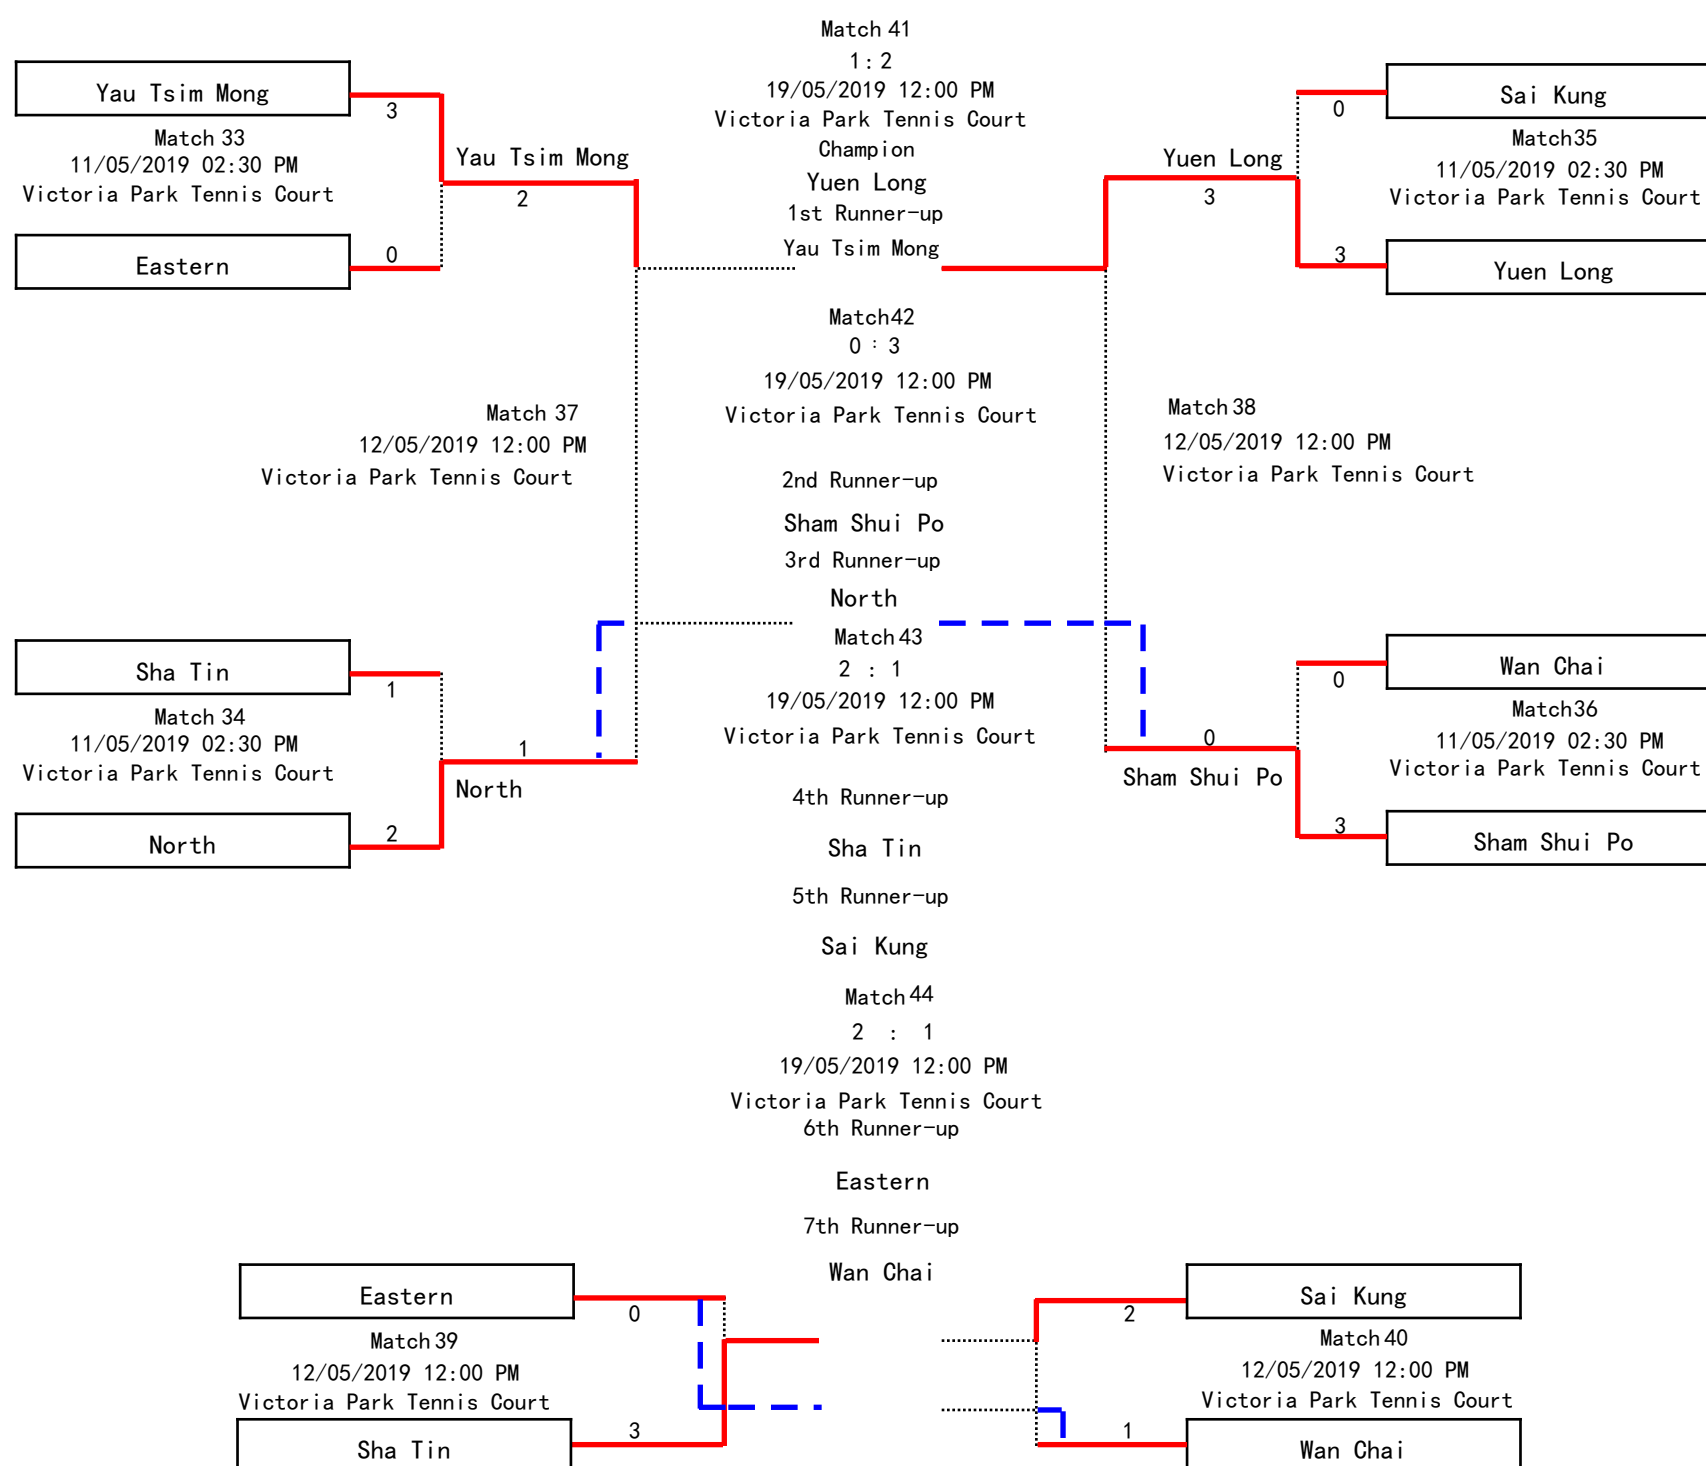 Match 41
1 : 2
19/05/2019 12:00 PM
Victoria Park Tennis Court
Champion
Yuen Long
1st Runner-up
Yau Tsim Mong
Yau Tsim Mong
3
Match 33
11/05/2019 02:30 PM
Victoria Park Tennis Court
Eastern
0
Yau Tsim Mong
2
Sai Kung
0
Match35
11/05/2019 02:30 PM
Victoria Park Tennis Court
Yuen Long
3
Yuen Long
3
Match42
0 : 3
19/05/2019 12:00 PM
Victoria Park Tennis Court
2nd Runner-up
Sham Shui Po
3rd Runner-up
North
Match 37
12/05/2019 12:00 PM
Victoria Park Tennis Court
Match 38
12/05/2019 12:00 PM
Victoria Park Tennis Court
Sha Tin
1
Match 34
11/05/2019 02:30 PM
Victoria Park Tennis Court
North
2
1
North
Match 43
2 : 1
19/05/2019 12:00 PM
Victoria Park Tennis Court
4th Runner-up
Sha Tin
5th Runner-up
Sai Kung
Wan Chai
0
Match36
11/05/2019 02:30 PM
Victoria Park Tennis Court
Sham Shui Po
3
0
Sham Shui Po
Match 44
2 : 1
19/05/2019 12:00 PM
Victoria Park Tennis Court
6th Runner-up
Eastern
7th Runner-up
Wan Chai
Eastern
0
Match 39
12/05/2019 12:00 PM
Victoria Park Tennis Court
Sha Tin
3
Sai Kung
2
Match 40
12/05/2019 12:00 PM
Victoria Park Tennis Court
Wan Chai
1